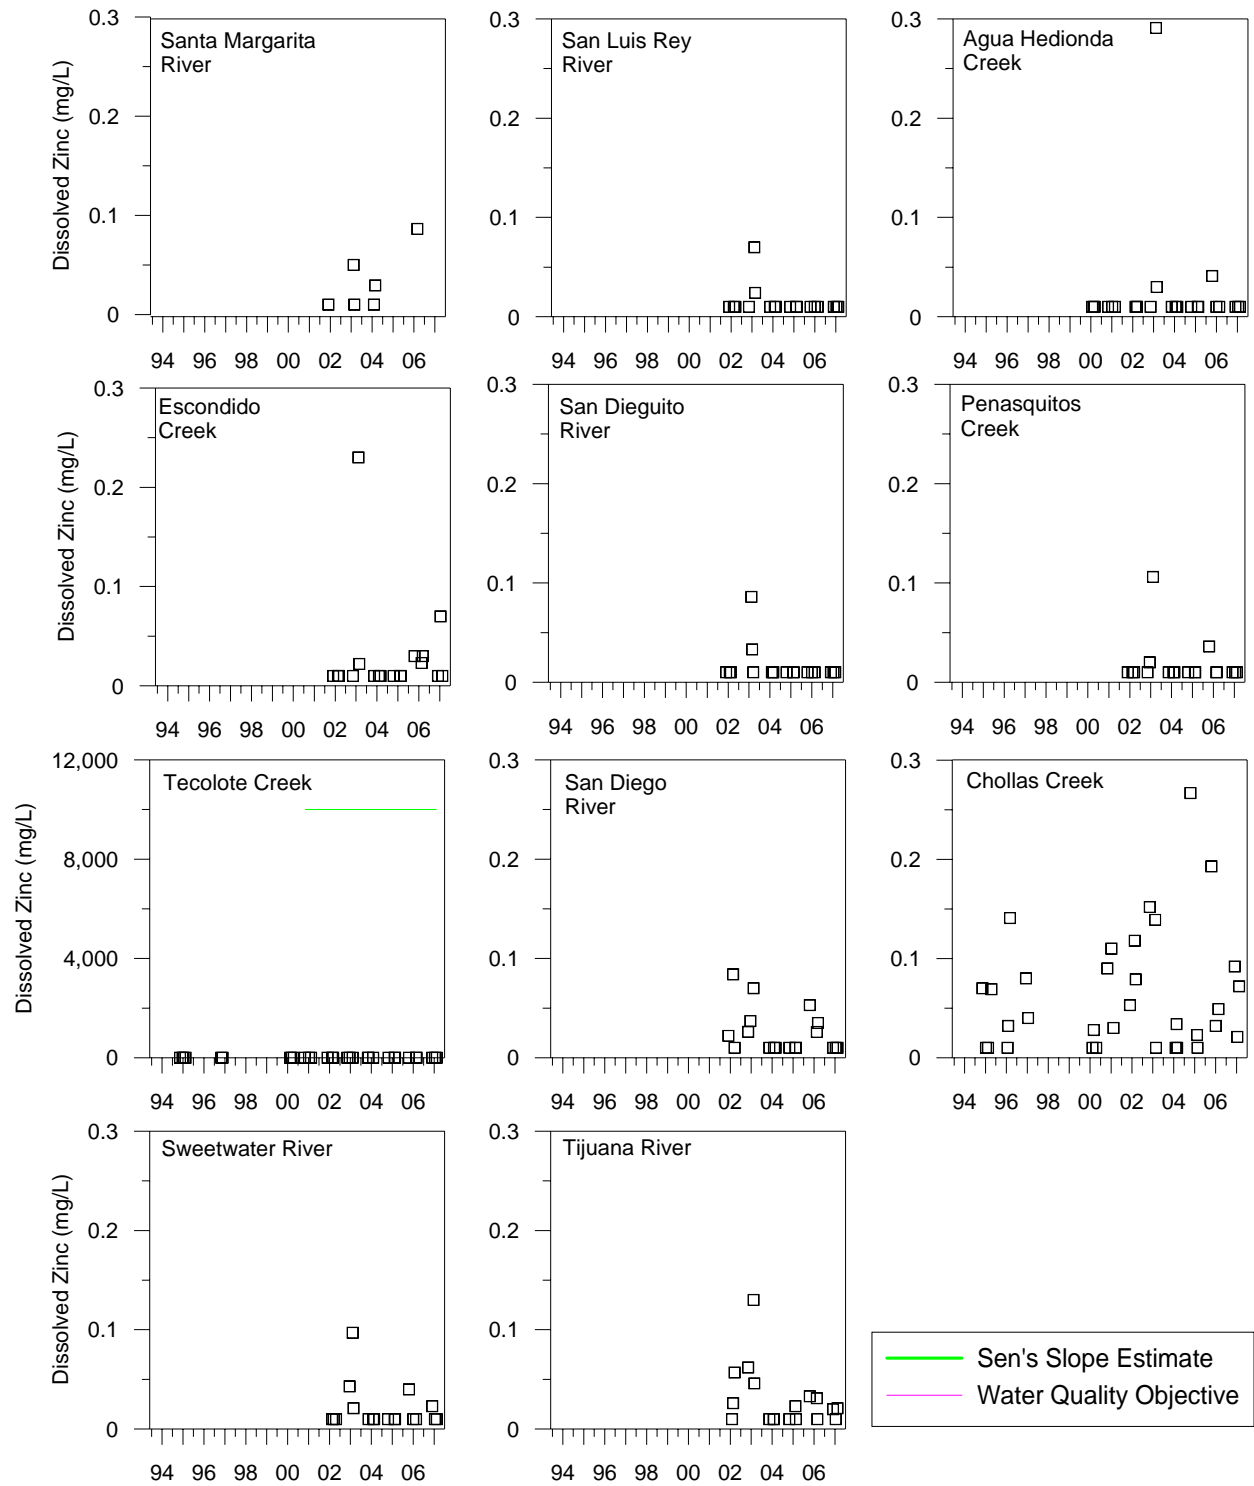 0.3
Santa Margarita
River
0.2
0.1
0
Dissolved Zinc (mg/L)
94 96 98 00 02 04 06
0.3
San Luis Rey
River
0.2
0.1
0
94 96 98 00 02 04 06
0.3
Agua Hedionda
Creek
0.2
0.1
0
94 96 98 00 02 04 06
0.3
Escondido
Creek
0.2
0.1
0
Dissolved Zinc (mg/L)
94 96 98 00 02 04 06
0.3
San Dieguito
River
0.2
0.1
0
94 96 98 00 02 04 06
0.3
Penasquitos
Creek
0.2
0.1
0
94 96 98 00 02 04 06
12,000
Tecolote Creek
8,000
4,000
0
Dissolved Zinc (mg/L)
94 96 98 00 02 04 06
0.3
San Diego
River
0.2
0.1
0
94 96 98 00 02 04 06
0.3
Chollas Creek
0.2
0.1
0
94 96 98 00 02 04 06
0.3
Sweetwater River
0.2
0.1
0
Dissolved Zinc (mg/L)
94 96 98 00 02 04 06
0.3
Tijuana River
0.2
0.1
0
94 96 98 00 02 04 06
Sen's Slope Estimate
Water Quality Objective